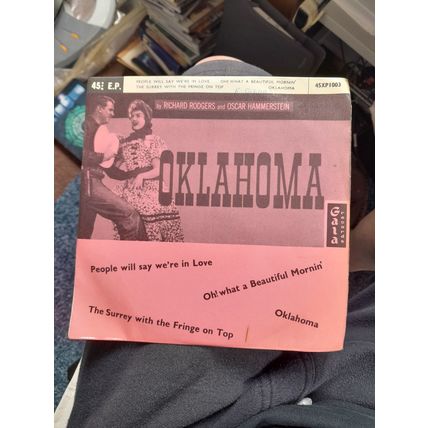 45 E.P.
PEOPLE WILL SAY WE'RE IN LOVE OH! WHAT A BEAUTIFUL MORNIN'
THE SURREY WITH THE FRINGE ON TOP OKLAHOMA
45XP1003
by RICHARD RODGERS and OSCAR HAMMERSTEIN
OKLAHOMA
Gala
RECORDS
People will say we're in Love
Oh! what a Beautiful Mornin'
Oklahoma
The Surrey with the Fringe on Top